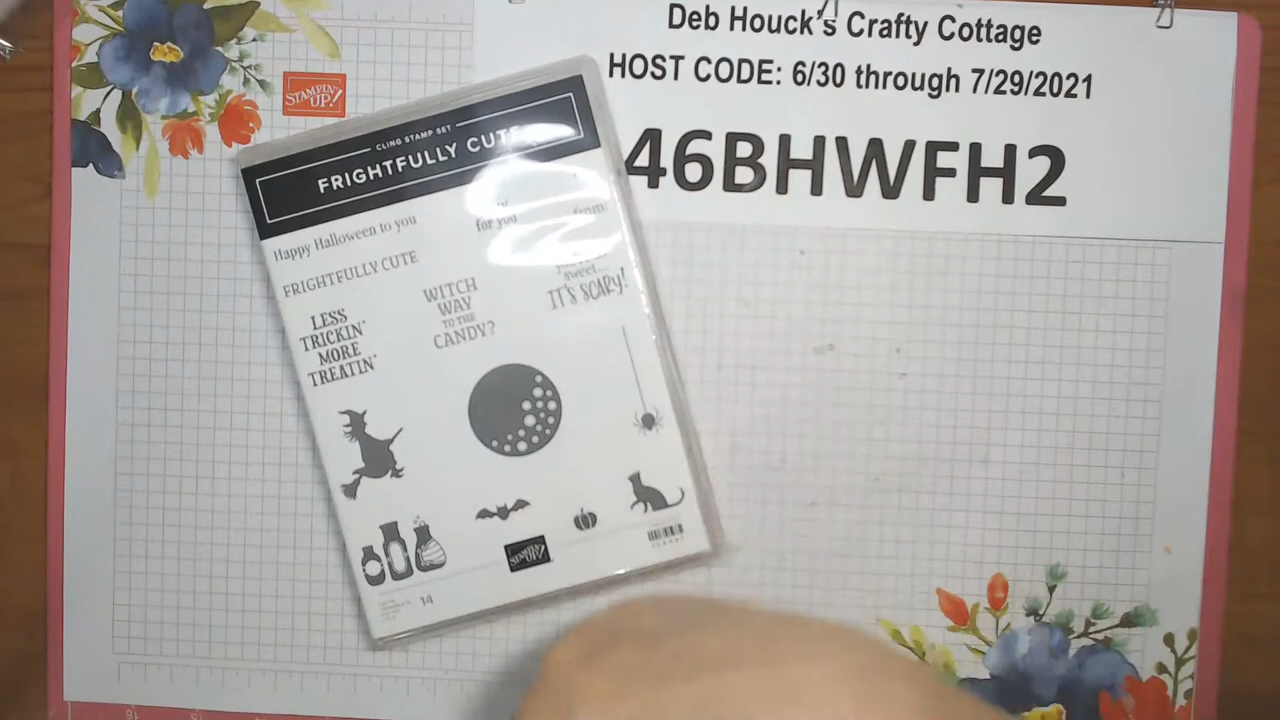 Deb Houck's Crafty Cottage
HOST CODE: 6/30 through 7/29/2021
46BHWFH2
STAMPIN' UP!
CLING STAMP SET
FRIGHTFULLY CUTE
Happy Halloween to you
for you
from:
FRIGHTFULLY CUTE
LESS
TRICKIN'
MORE
TREATIN'
WITCH
WAY
TO THE
CANDY?
sweet...
IT'S SCARY!
STAMPIN' UP!
14